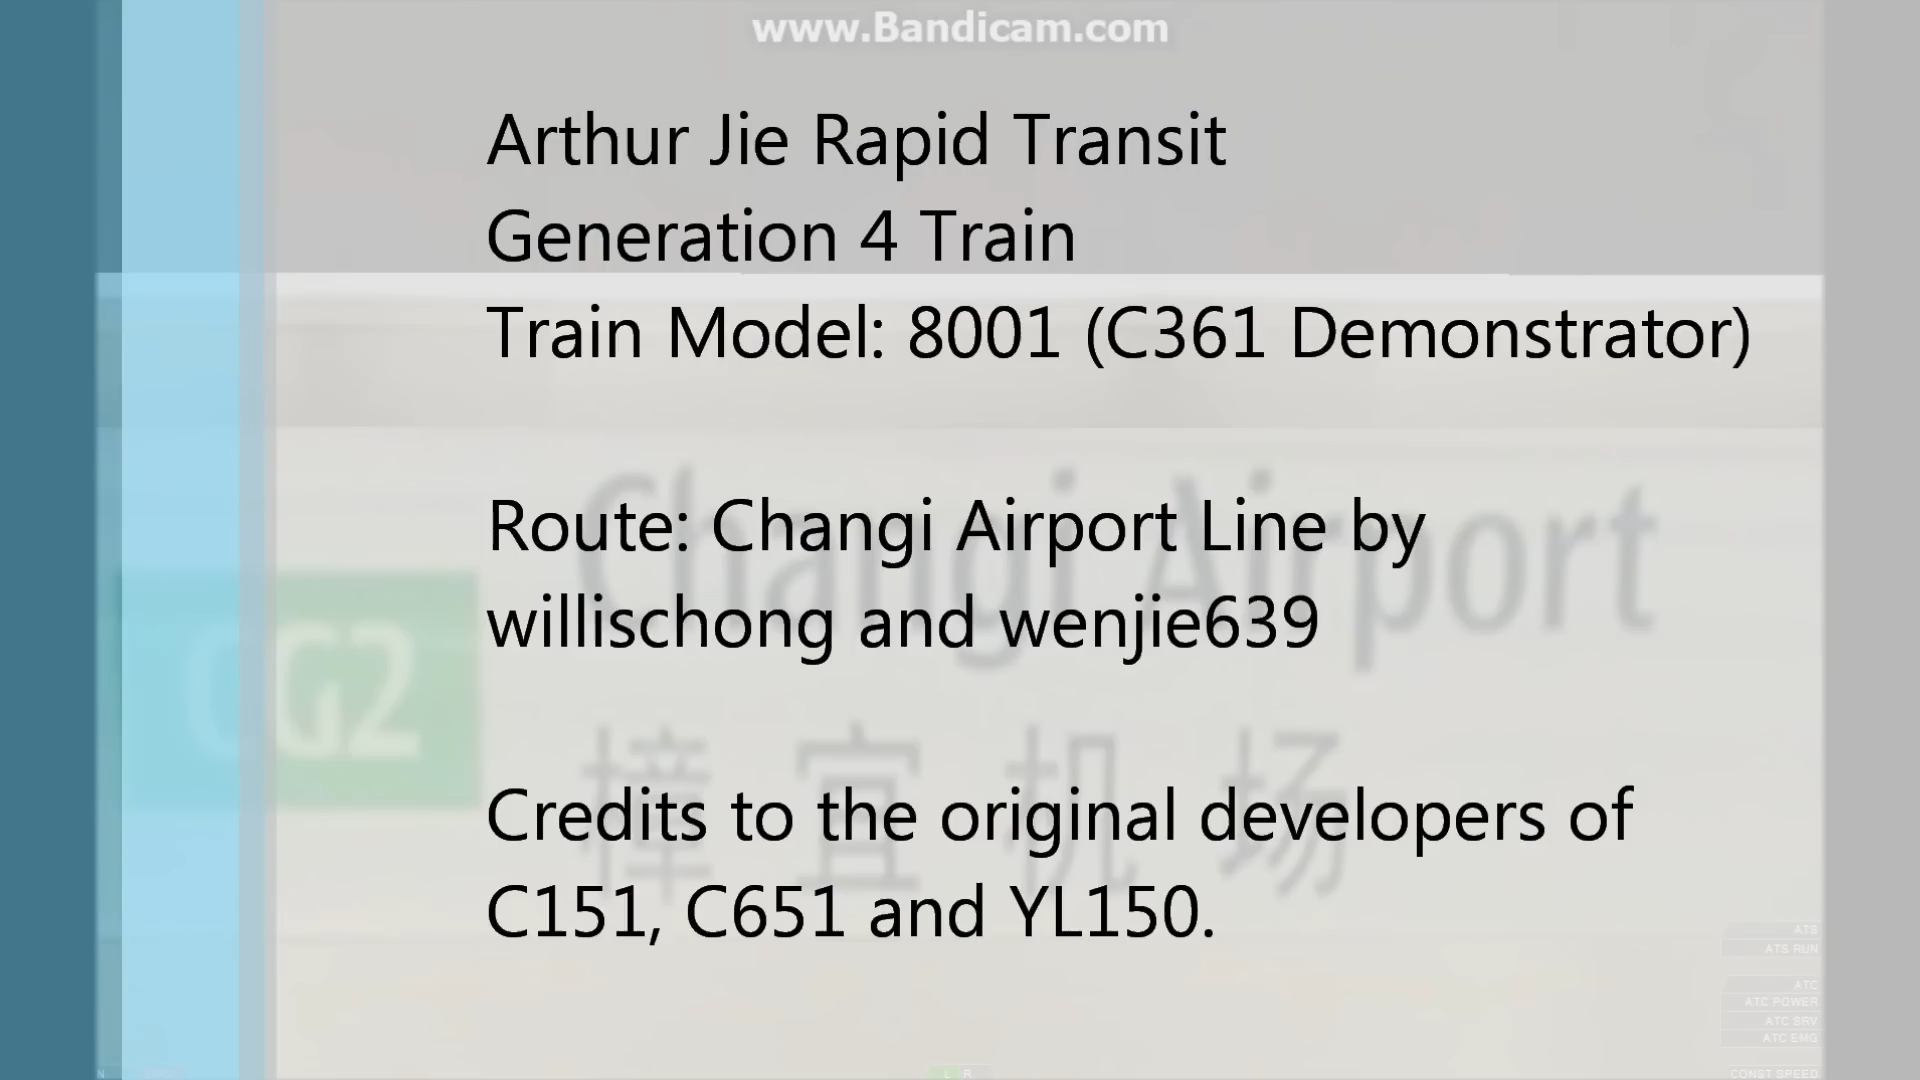 www.Bandicam.com
Arthur Jie Rapid Transit
Generation 4 Train
Train Model: 8001 (C361 Demonstrator)
Route: Changi Airport Line by
willischong and wenjie639
Credits to the original developers of
C151, C651 and YL150.
Changi Airport
CG2
樟宜机场
ATS
ATS RUN
ATC
ATC POWER
ATC SRV
ATC EMG
CONST SPEED
N
L R